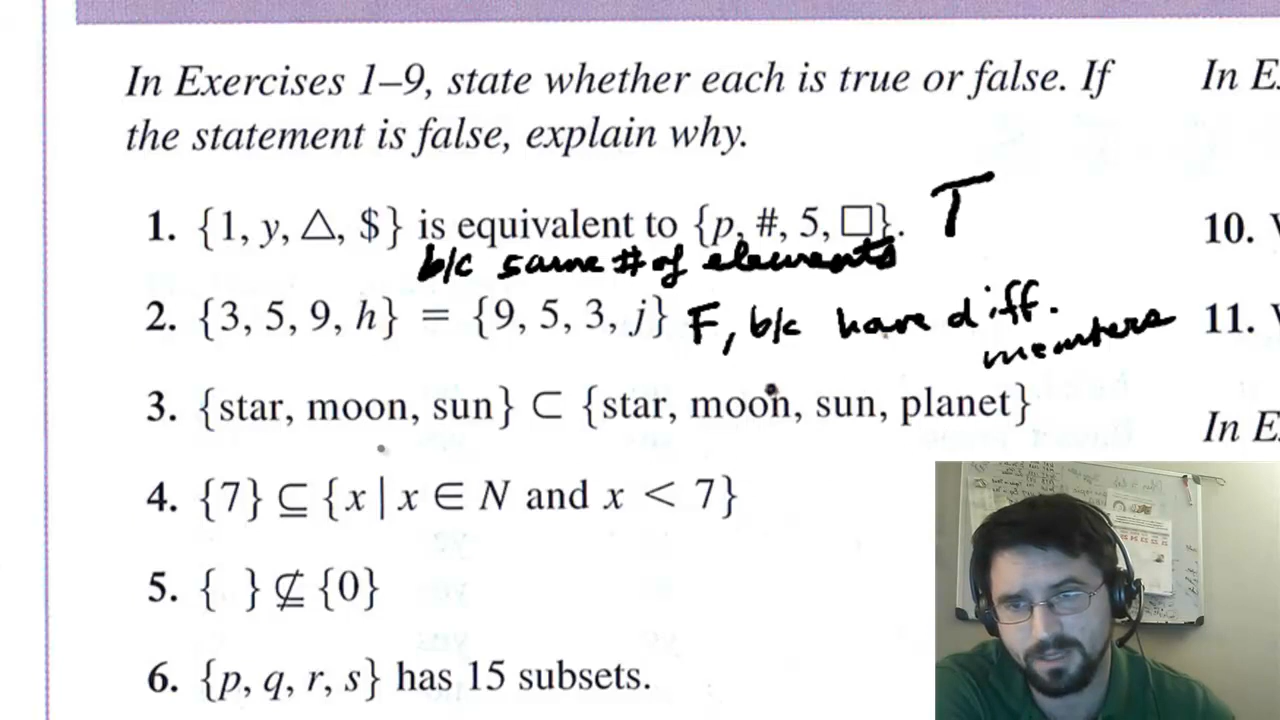 In Exercises 1–9, state whether each is true or false. If
the statement is false, explain why.
1. {1, y, △, $} is equivalent to {p, #, 5, □}. T
b/c same # of elements
2. {3, 5, 9, h} = {9, 5, 3, j} F, b/c have diff.
members
3. {star, moon, sun} ⊂ {star, moon, sun, planet}
4. {7} ⊆ {x | x ∈ N and x < 7}
5. { } ⊈ {0}
6. {p, q, r, s} has 15 subsets.
In E
10.
11.
In E